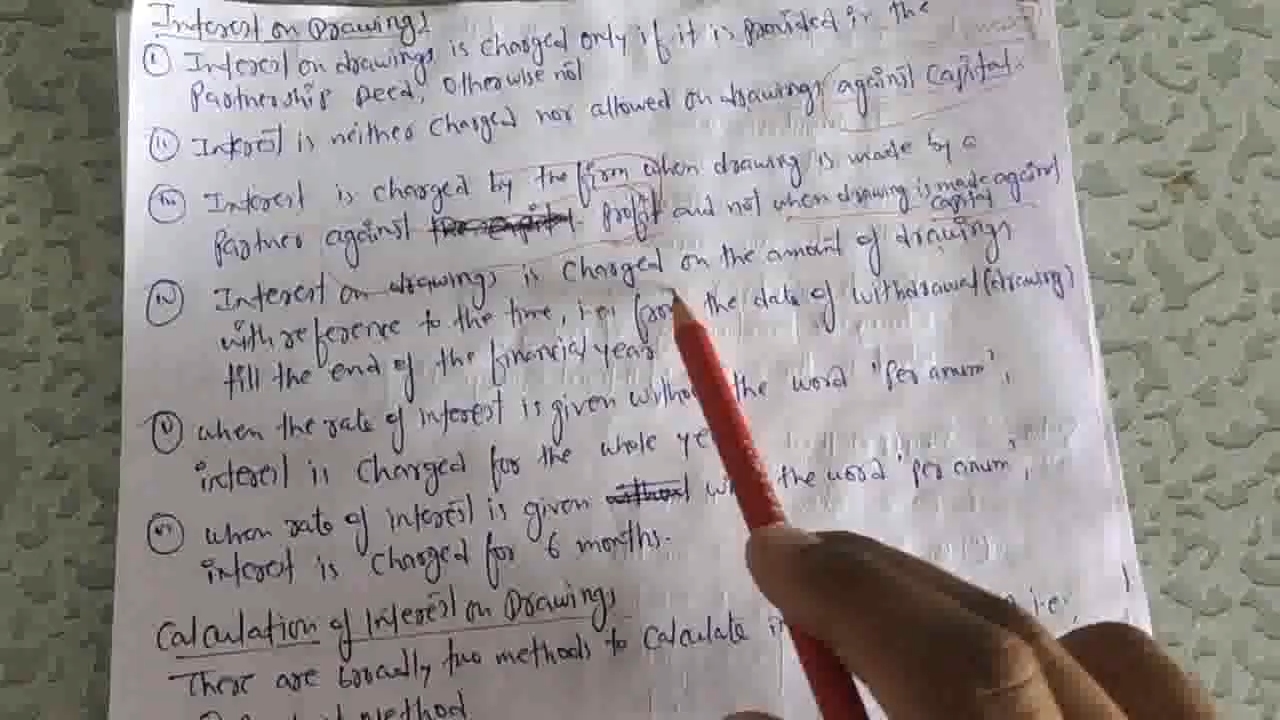 Interest on Drawings
(i) Interest on drawings is charged only if it is provided in the
Partnership Deed, otherwise not
(ii) Interest is neither charged nor allowed on drawings against capital.
(iii) Interest is charged by the firm when drawing is made by a
Partner against profit and not when drawing is made against
capital
(iv) Interest on drawings is charged on the amount of drawings
with reference to the time, i.e. from the date of withdrawal (drawing)
till the end of the financial year
(v) when the rate of interest is given without the word 'per anum',
interest is charged for the whole ye
(vi) when rate of interest is given with the word 'per anum',
interest is charged for 6 months.
Calculation of Interest on Drawings
There are broadly two methods to calculate i
method